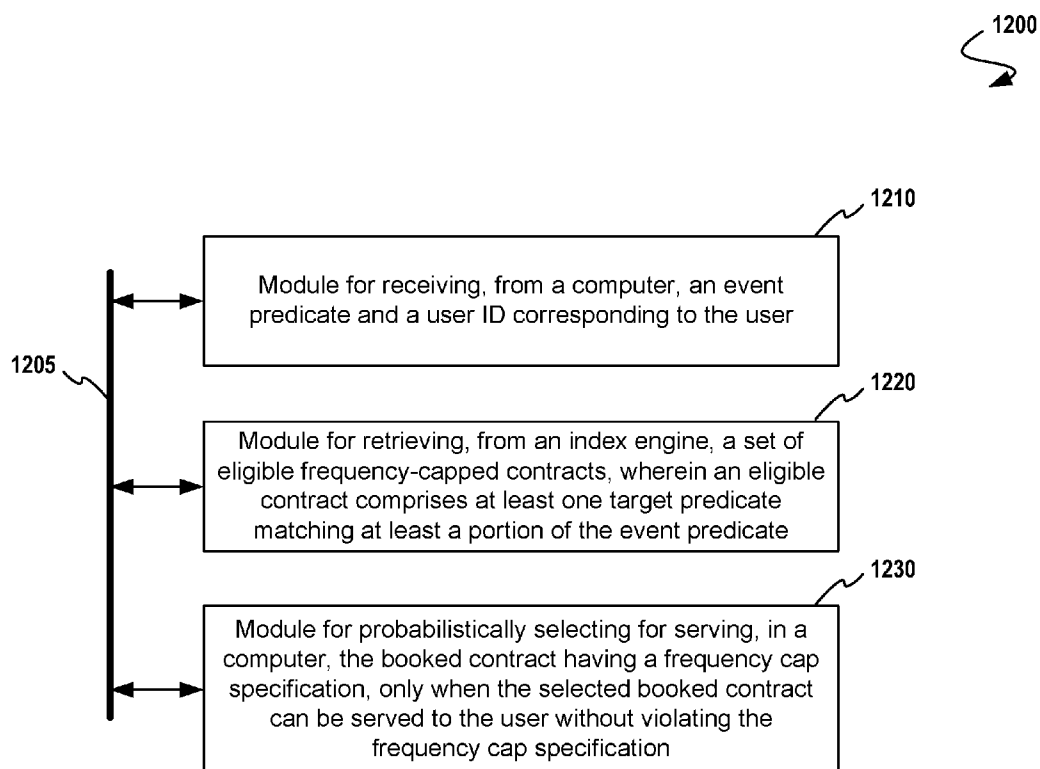 1200
1210
Module for receiving, from a computer, an event
predicate and a user ID corresponding to the user
1205
1220
Module for retrieving, from an index engine, a set of
eligible frequency-capped contracts, wherein an eligible
contract comprises at least one target predicate
matching at least a portion of the event predicate
1230
Module for probabilistically selecting for serving, in a
computer, the booked contract having a frequency cap
specification, only when the selected booked contract
can be served to the user without violating the
frequency cap specification